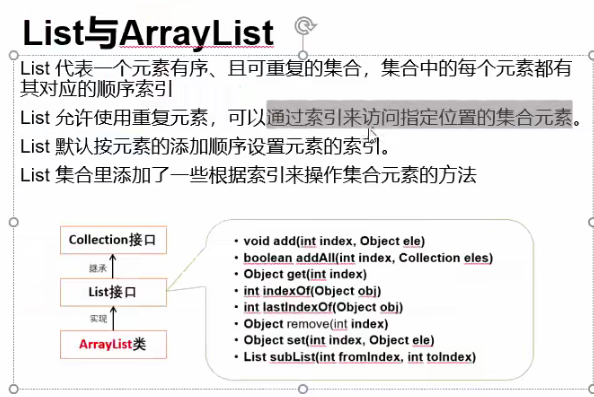 List与ArrayList
List 代表一个元素有序、且可重复的集合，集合中的每个元素都有
其对应的顺序索引
List 允许使用重复元素，可以通过索引来访问指定位置的集合元素。
List 默认按元素的添加顺序设置元素的索引。
List 集合里添加了一些根据索引来操作集合元素的方法
Collection接口
继承
List接口
实现
ArrayList类
• void add(int index, Object ele)
• boolean addAll(int index, Collection eles)
• Object get(int index)
• int indexOf(Object obj)
• int lastIndexOf(Object obj)
• Object remove(int index)
• Object set(int index, Object ele)
• List subList(int fromIndex, int toIndex)